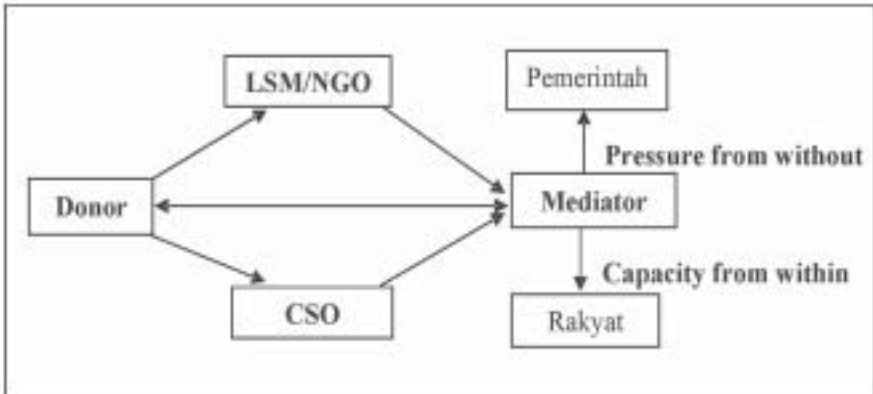 LSM/NGO
Pemerintah
Pressure from without
Donor
Mediator
Capacity from within
CSO
Rakyat